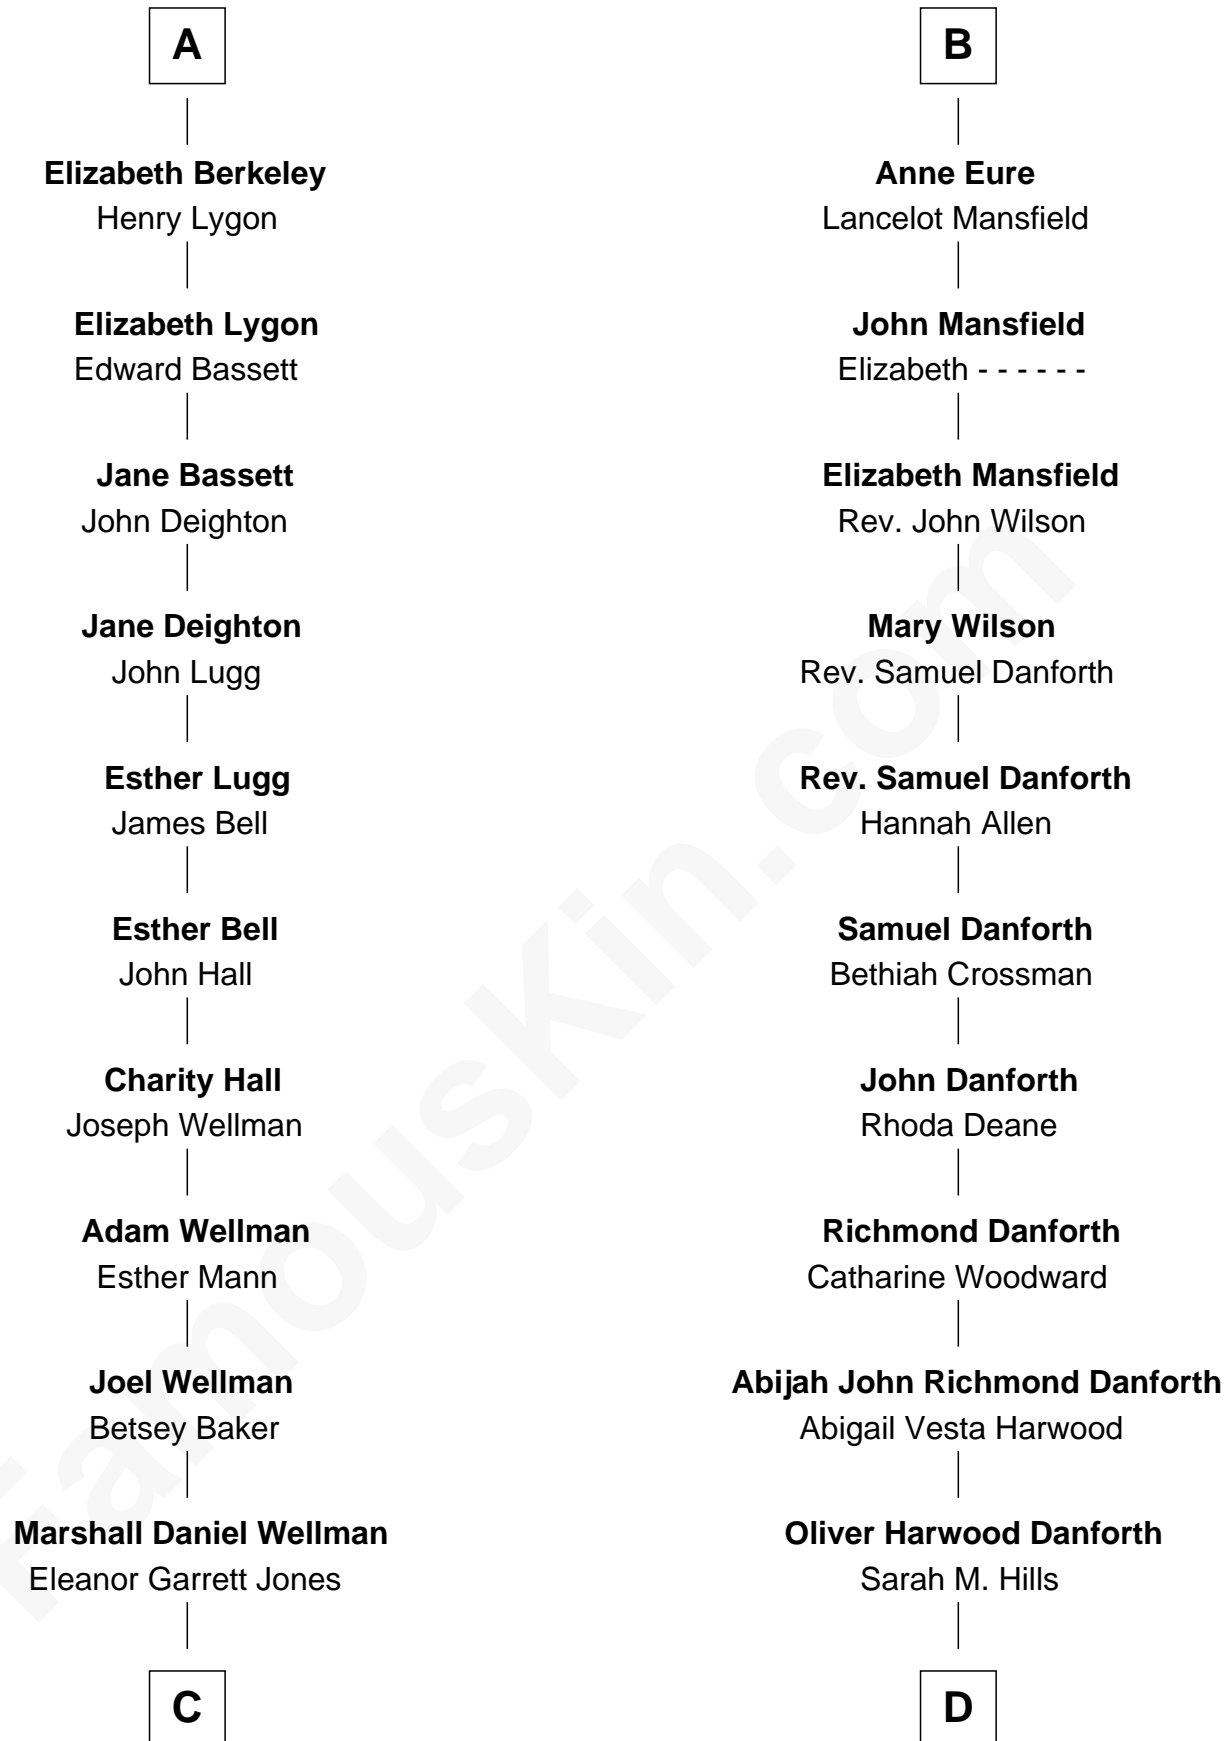 A
Elizabeth Berkeley
Henry Lygon
Elizabeth Lygon
Edward Bassett
Jane Bassett
John Deighton
Jane Deighton
John Lugg
Esther Lugg
James Bell
Esther Bell
John Hall
Charity Hall
Joseph Wellman
Adam Wellman
Esther Mann
Joel Wellman
Betsey Baker
Marshall Daniel Wellman
Eleanor Garrett Jones
C
B
Anne Eure
Lancelot Mansfield
John Mansfield
Elizabeth - - - - - -
Elizabeth Mansfield
Rev. John Wilson
Mary Wilson
Rev. Samuel Danforth
Rev. Samuel Danforth
Hannah Allen
Samuel Danforth
Bethiah Crossman
John Danforth
Rhoda Deane
Richmond Danforth
Catharine Woodward
Abijah John Richmond Danforth
Abigail Vesta Harwood
Oliver Harwood Danforth
Sarah M. Hills
D
FamousKin.com